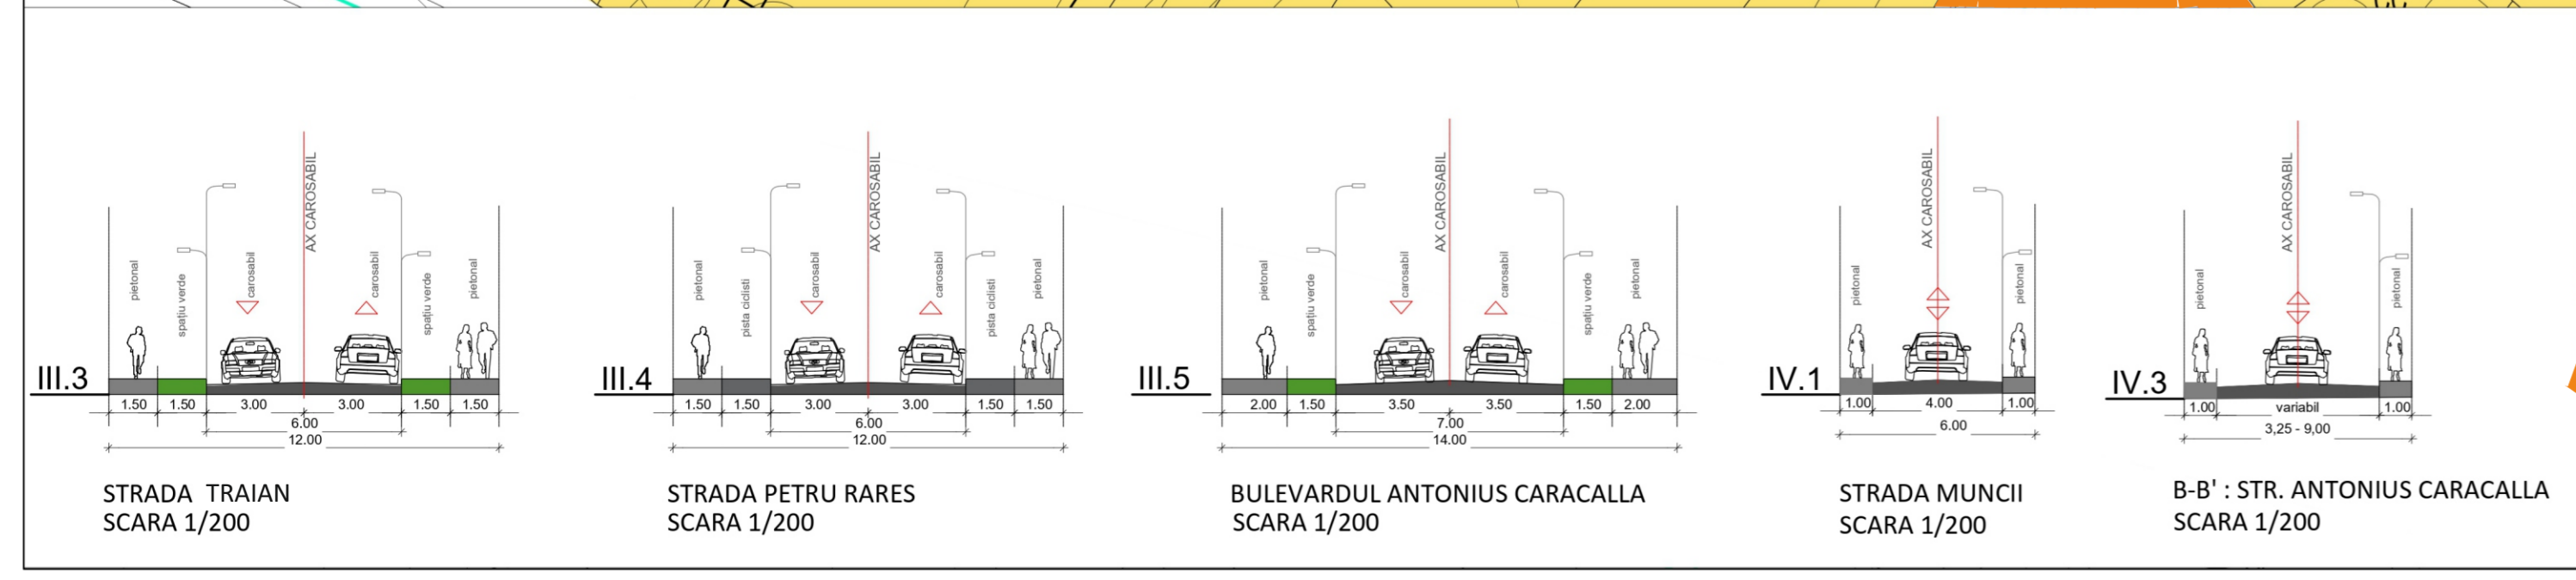 AX CAROSABIL
pietonal
spațiu verde
carosabil
carosabil
spațiu verde
pietonal
III.3
1.50 1.50 3.00 3.00 1.50 1.50
6.00
12.00
STRADA TRAIAN
SCARA 1/200
AX CAROSABIL
pietonal
pista ciclisti
carosabil
carosabil
pista ciclisti
pietonal
III.4
1.50 1.50 3.00 3.00 1.50 1.50
6.00
12.00
STRADA PETRU RARES
SCARA 1/200
AX CAROSABIL
pietonal
spațiu verde
carosabil
carosabil
spațiu verde
pietonal
III.5
2.00 1.50 3.50 3.50 1.50 2.00
7.00
14.00
BULEVARDUL ANTONIUS CARACALLA
SCARA 1/200
AX CAROSABIL
pietonal
pietonal
IV.1
1.00 4.00 1.00
6.00
STRADA MUNCII
SCARA 1/200
AX CAROSABIL
pietonal
pietonal
IV.3
1.00 variabil 1.00
3,25 - 9,00
B-B' : STR. ANTONIUS CARACALLA
SCARA 1/200